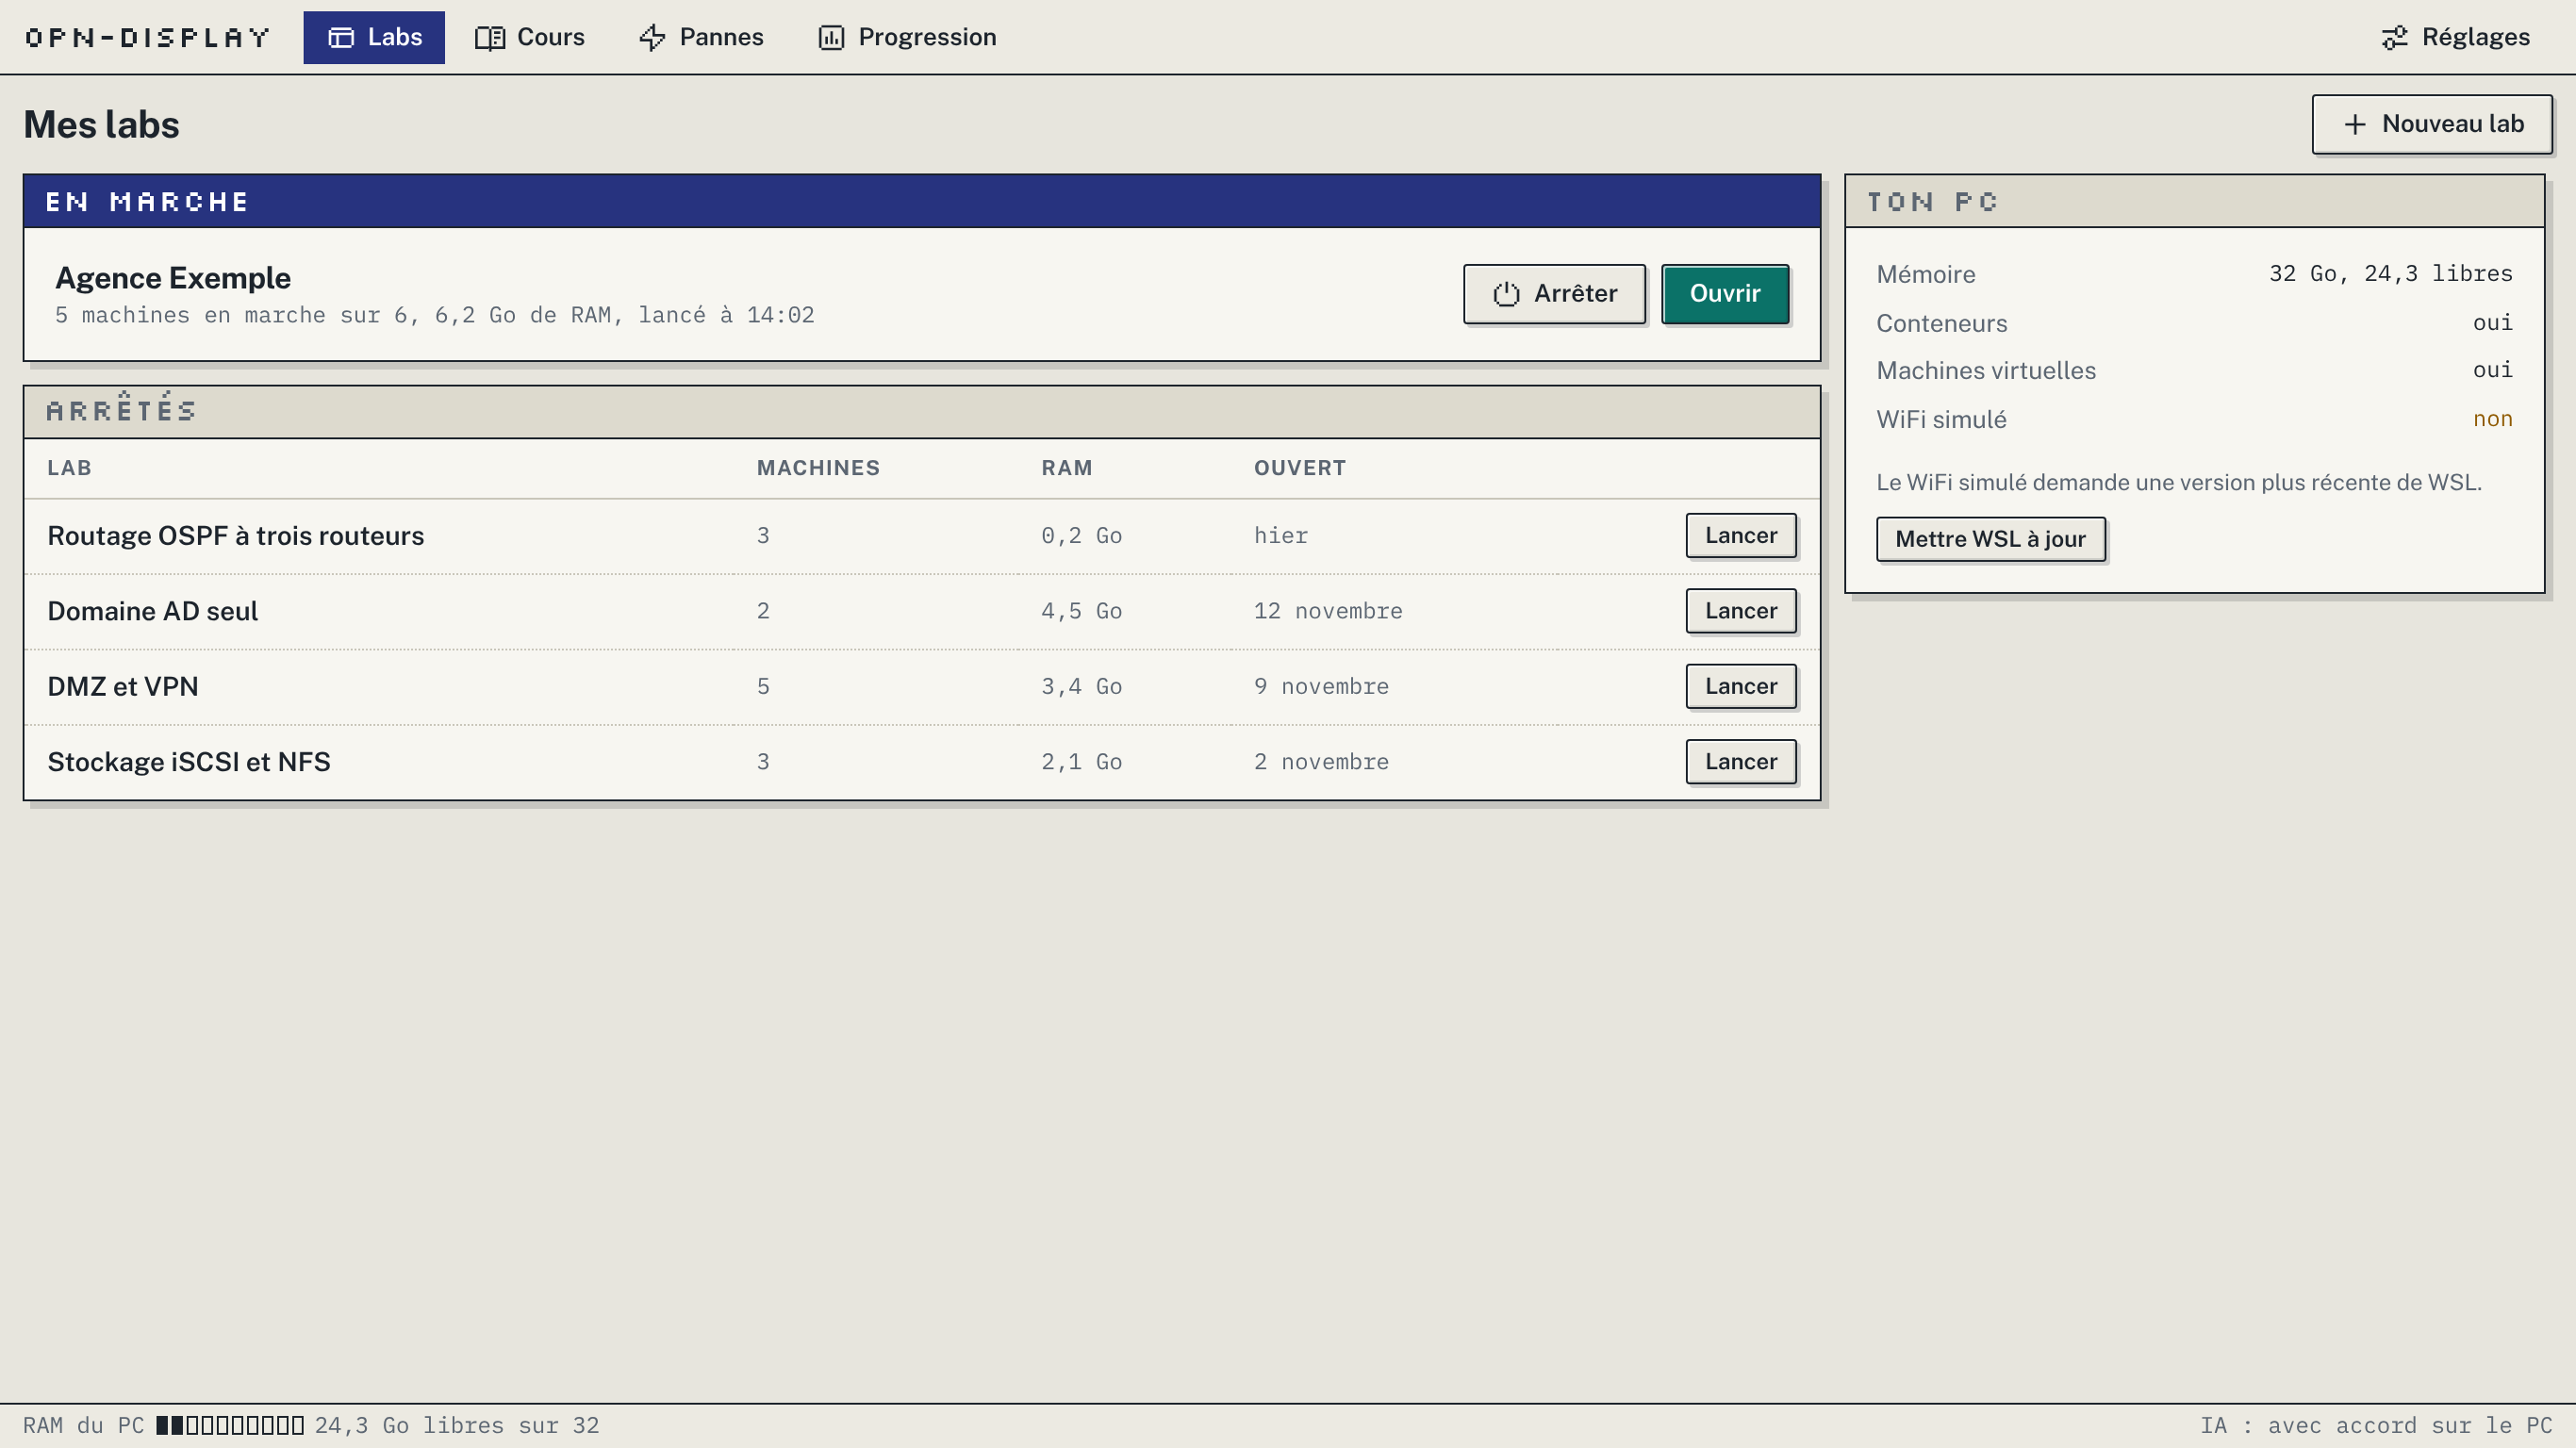 OPN-DISPLAY Labs Cours Pannes Progression Réglages
Mes labs
Nouveau lab
EN MARCHE
Agence Exemple
5 machines en marche sur 6, 6,2 Go de RAM, lancé à 14:02
Arrêter Ouvrir
ARRÊTÉS
LAB MACHINES RAM OUVERT
Routage OSPF à trois routeurs 3 0,2 Go hier Lancer
Domaine AD seul 2 4,5 Go 12 novembre Lancer
DMZ et VPN 5 3,4 Go 9 novembre Lancer
Stockage iSCSI et NFS 3 2,1 Go 2 novembre Lancer
TON PC
Mémoire 32 Go, 24,3 libres
Conteneurs oui
Machines virtuelles oui
WiFi simulé non
Le WiFi simulé demande une version plus récente de WSL.
Mettre WSL à jour
RAM du PC 24,3 Go libres sur 32
IA : avec accord sur le PC